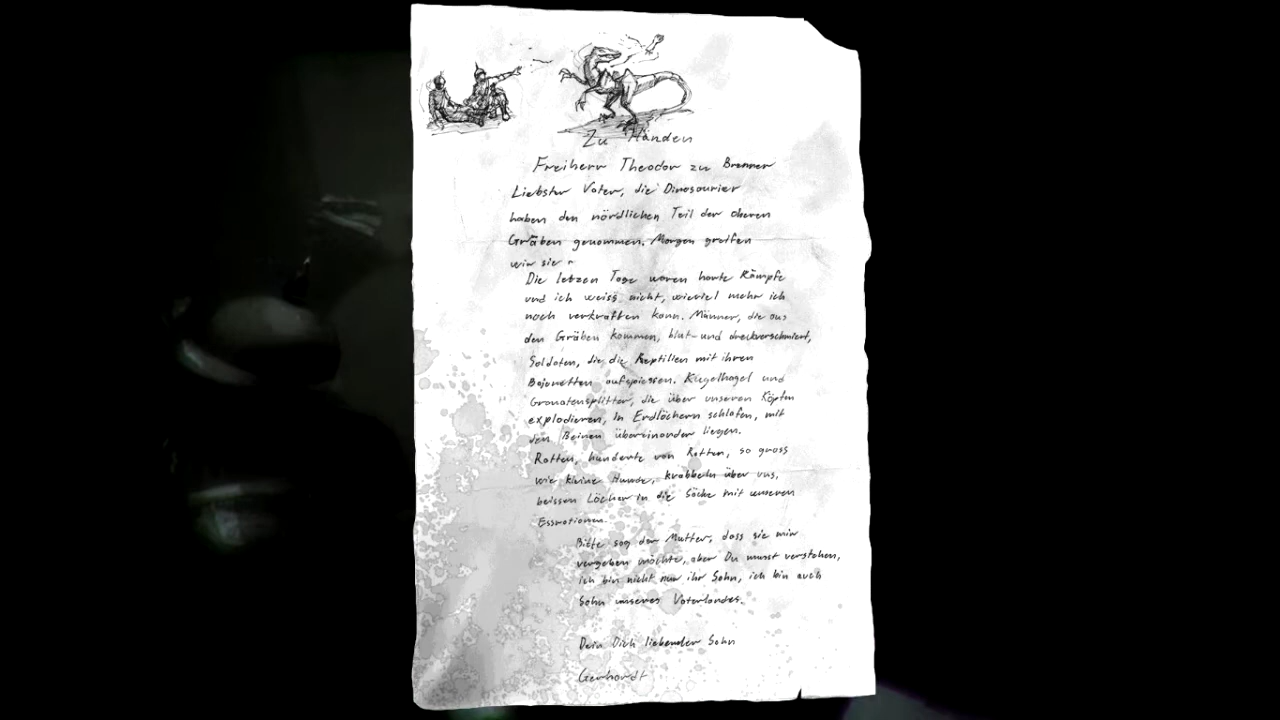 Zu Händen
Freiherr Theodor zu Brenner
Liebster Vater, die Dinosaurier
haben den nördlichen Teil der oberen
Gräben genommen. Morgen greifen
wir sie
Die letzen Tage waren harte Kämpfe
und ich weiss nicht, wieviel mehr ich
noch verkraften kann. Männer, die aus
den Gräben kommen, blut- und dreckverschmiert,
Soldaten, die die Reptilien mit ihren
Bajonetten aufspiessen. Kugelhagel und
Granatensplitter, die über unseren Köpfen
explodieren, In Erdlöchern schlafen, mit
den Beinen übereinander liegen.
Ratten, hunderte von Ratten, so gross
wie kleine Hunde, krabbeln über uns,
beissen Löcher in die Säcke mit unseren
Essrationen.
Bitte sag der Mutter, dass sie mir
vergeben möchte, aber Du musst verstehen,
ich bin nicht nur ihr Sohn, ich bin auch
Sohn unseres Vaterlandes.
Dein Dich liebender Sohn
Gerhardt